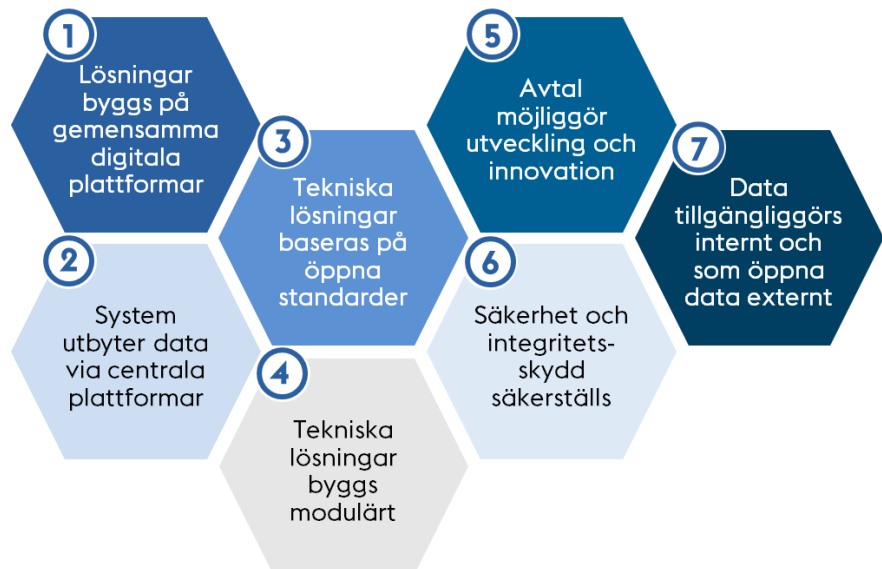 1
Lösningar
byggs på
gemensamma
digitala
plattformar
2
System
utbyter data
via centrala
plattformar
3
Tekniska
lösningar
baseras på
öppna
standarder
4
Tekniska
lösningar
byggs
modulärt
5
Avtal
möjliggör
utveckling och
innovation
6
Säkerhet och
integritets-
skydd
säkerställs
7
Data
tillgängliggörs
internt och
som öppna
data externt